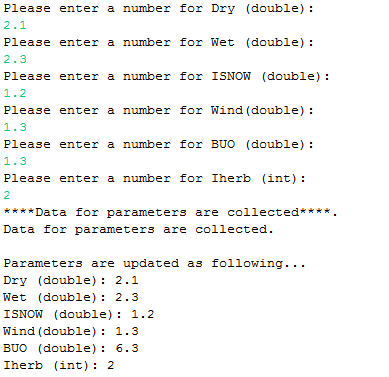 Please enter a number for Dry (double):
2.1
Please enter a number for Wet (double):
2.3
Please enter a number for ISNOW (double):
1.2
Please enter a number for Wind(double):
1.3
Please enter a number for BUO (double):
1.3
Please enter a number for Iherb (int):
2
****Data for parameters are collected****.
Data for parameters are collected.

Parameters are updated as following...
Dry (double): 2.1
Wet (double): 2.3
ISNOW (double): 1.2
Wind(double): 1.3
BUO (double): 6.3
Iherb (int): 2